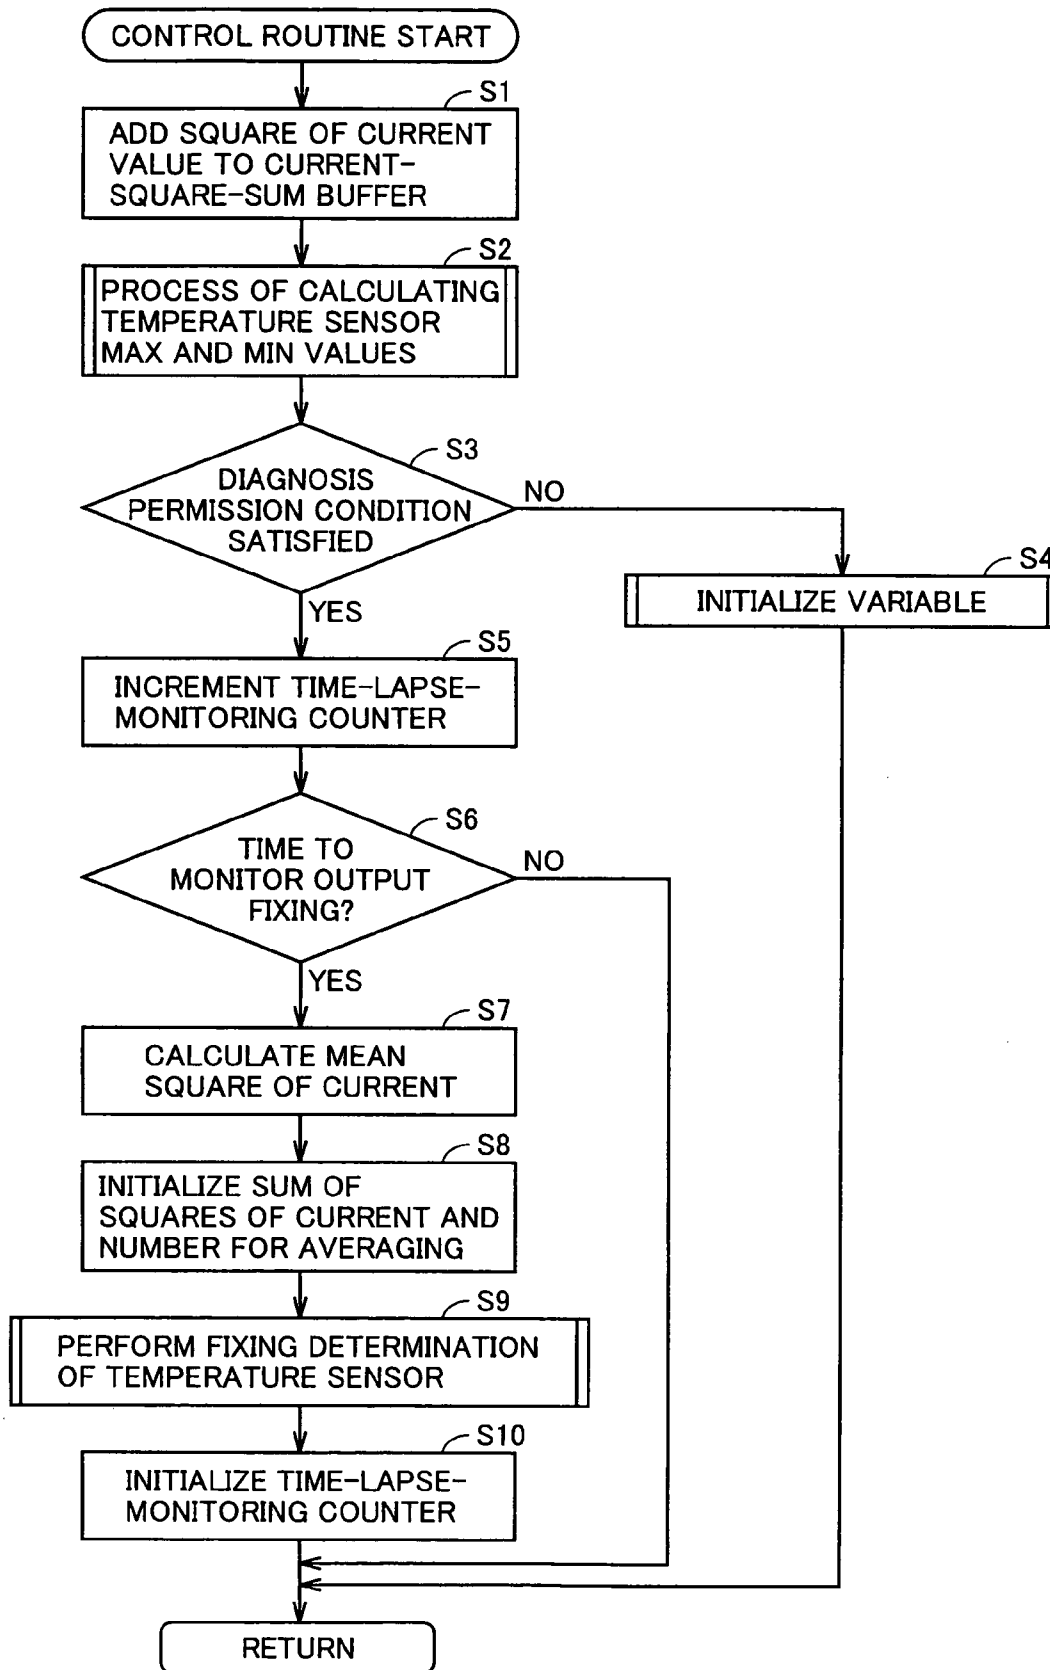 CONTROL ROUTINE START
S1
ADD SQUARE OF CURRENT
VALUE TO CURRENT-
SQUARE-SUM BUFFER
S2
PROCESS OF CALCULATING
TEMPERATURE SENSOR
MAX AND MIN VALUES
S3
DIAGNOSIS
PERMISSION CONDITION
SATISFIED
NO
YES
S4
INITIALIZE VARIABLE
S5
INCREMENT TIME-LAPSE-
MONITORING COUNTER
S6
TIME TO
MONITOR OUTPUT
FIXING?
NO
YES
S7
CALCULATE MEAN
SQUARE OF CURRENT
S8
INITIALIZE SUM OF
SQUARES OF CURRENT AND
NUMBER FOR AVERAGING
S9
PERFORM FIXING DETERMINATION
OF TEMPERATURE SENSOR
S10
INITIALIZE TIME-LAPSE-
MONITORING COUNTER
RETURN